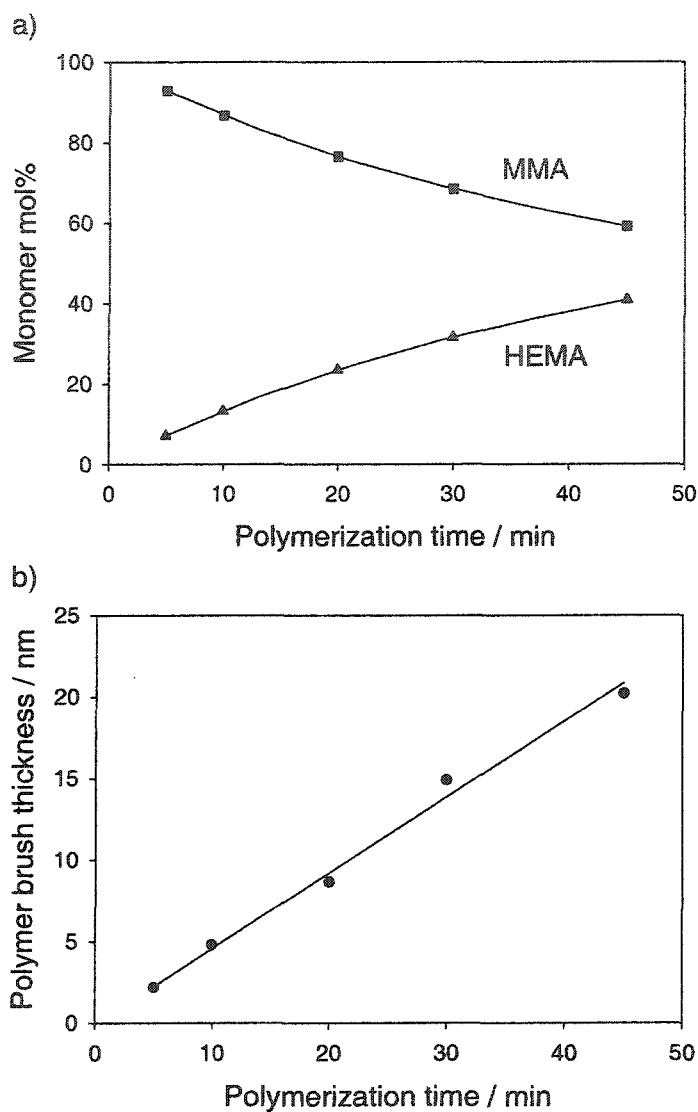 a)
Monomer mol%
100
80
60
40
20
0
MMA
HEMA
0 10 20 30 40 50
Polymerization time / min
b)
Polymer brush thickness / nm
25
20
15
10
5
0
0 10 20 30 40 50
Polymerization time / min